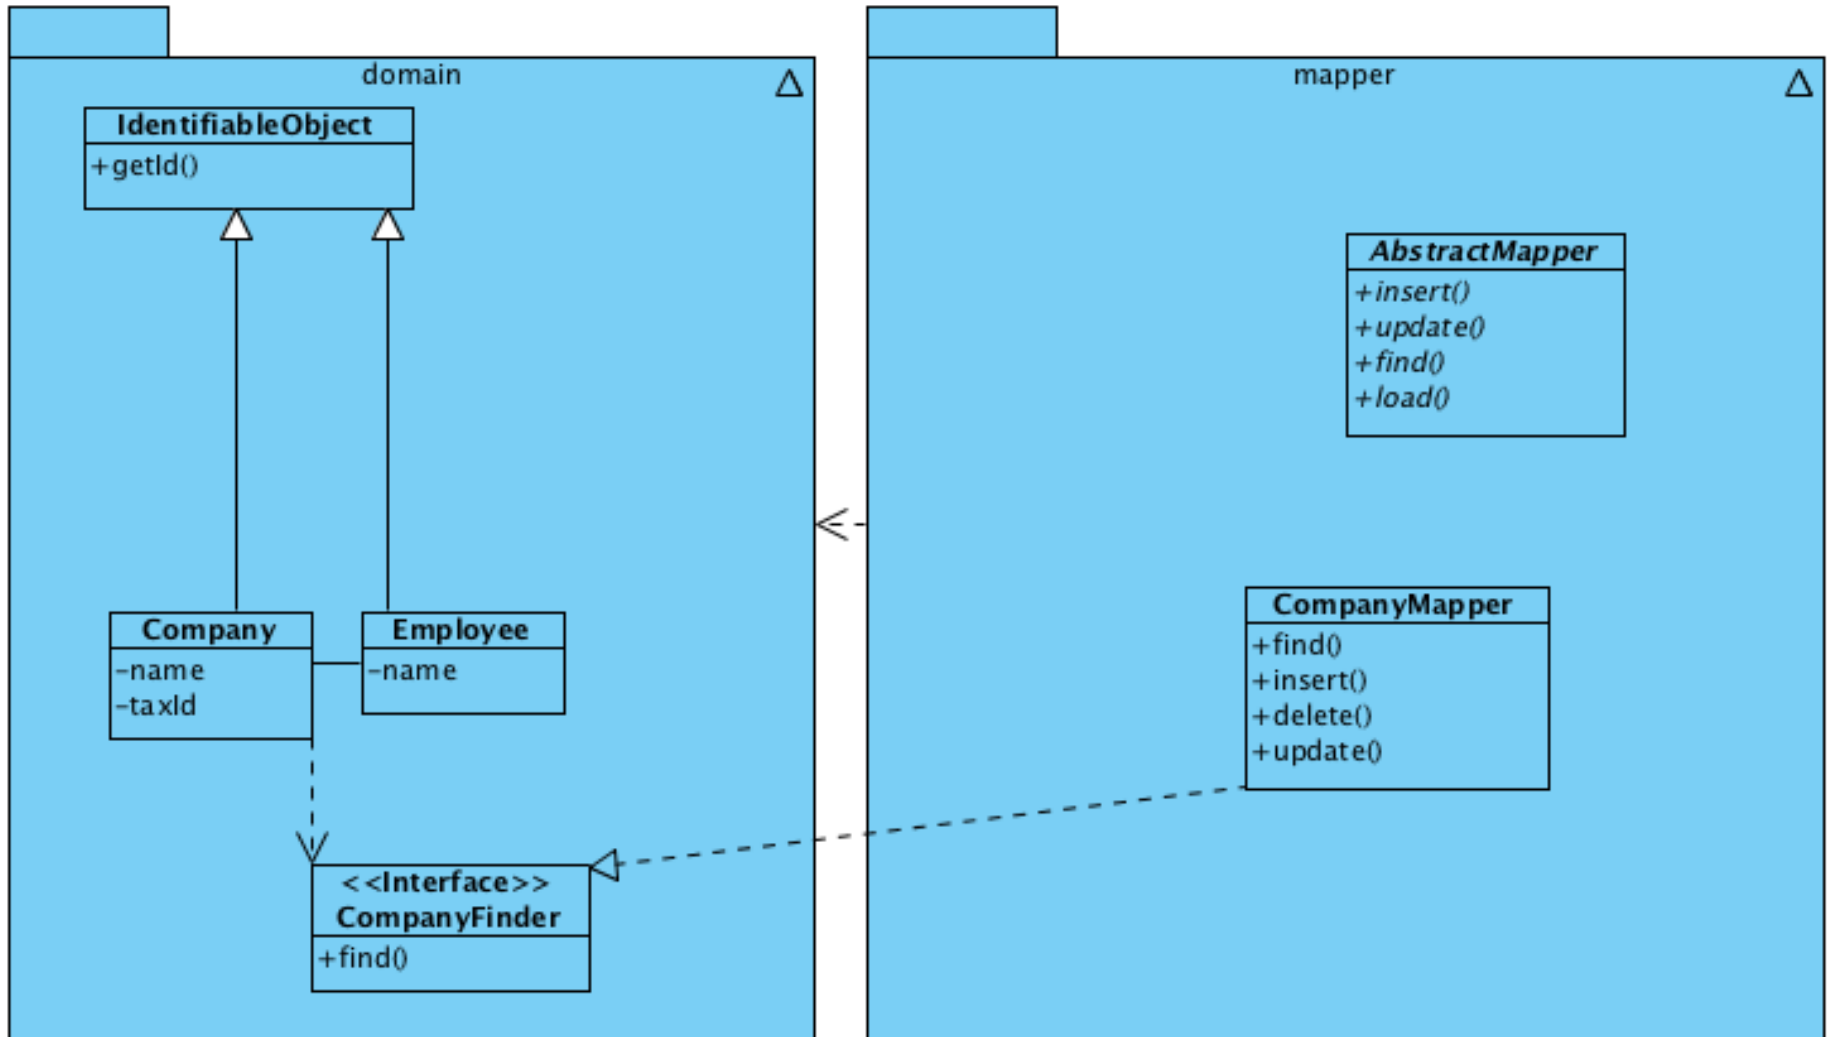 domain
IdentifiableObject
+getId()
Company
-name
-taxId
Employee
-name
<<Interface>>
CompanyFinder
+find()
mapper
AbstractMapper
+insert()
+update()
+find()
+load()
CompanyMapper
+find()
+insert()
+delete()
+update()